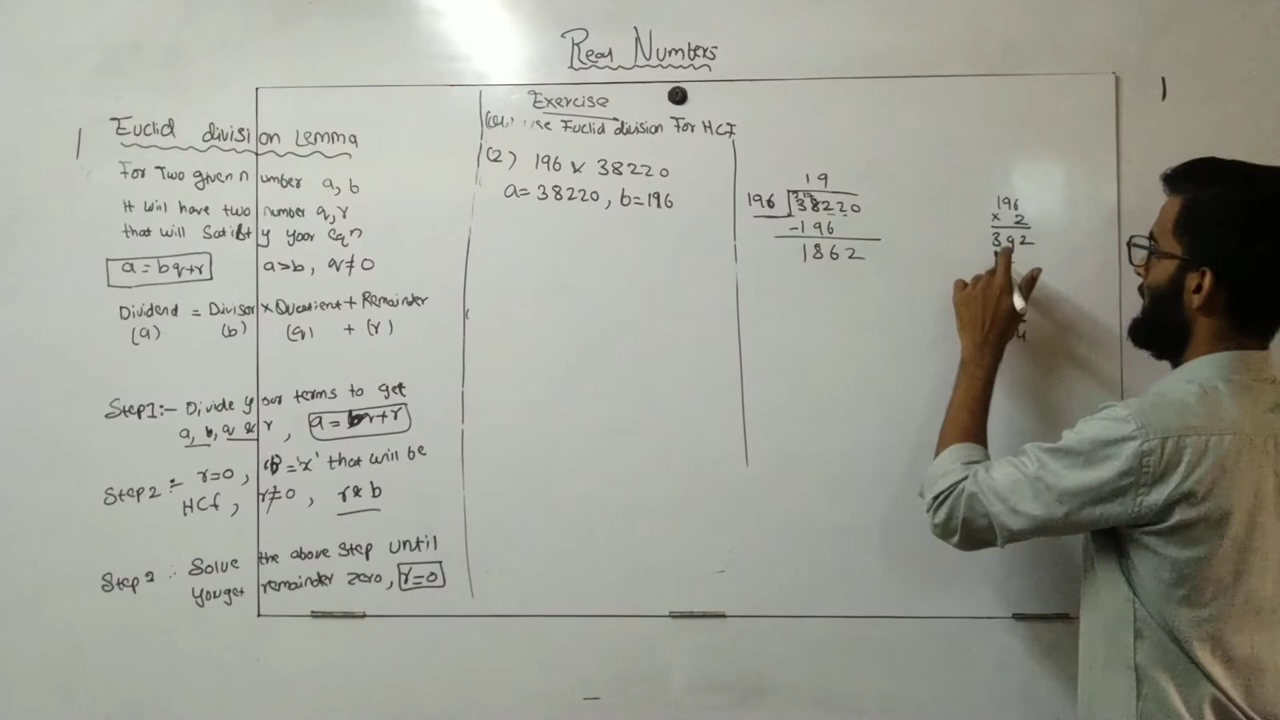 Real Numbers
Euclid division Lemma
For Two given number a, b
It will have two number q, r
that will Satisfy your eqn
a = bq+r a>b, q≠0
Dividend = Divisor × Quotient + Remainder
(a) (b) (q) + (r)
Step1:- Divide your terms to get
a, b, q & r , a = +r
Step2:- r=0, = 'x' that will be
HCf, r≠0, r & b
Step : Solve the above Step until
you get remainder zero, r=0
Exercise
Use Euclid division For HCF
(2) 196 × 38220
a = 38220, b = 196
19
196 38220
-196
1862
196
× 2
392
4